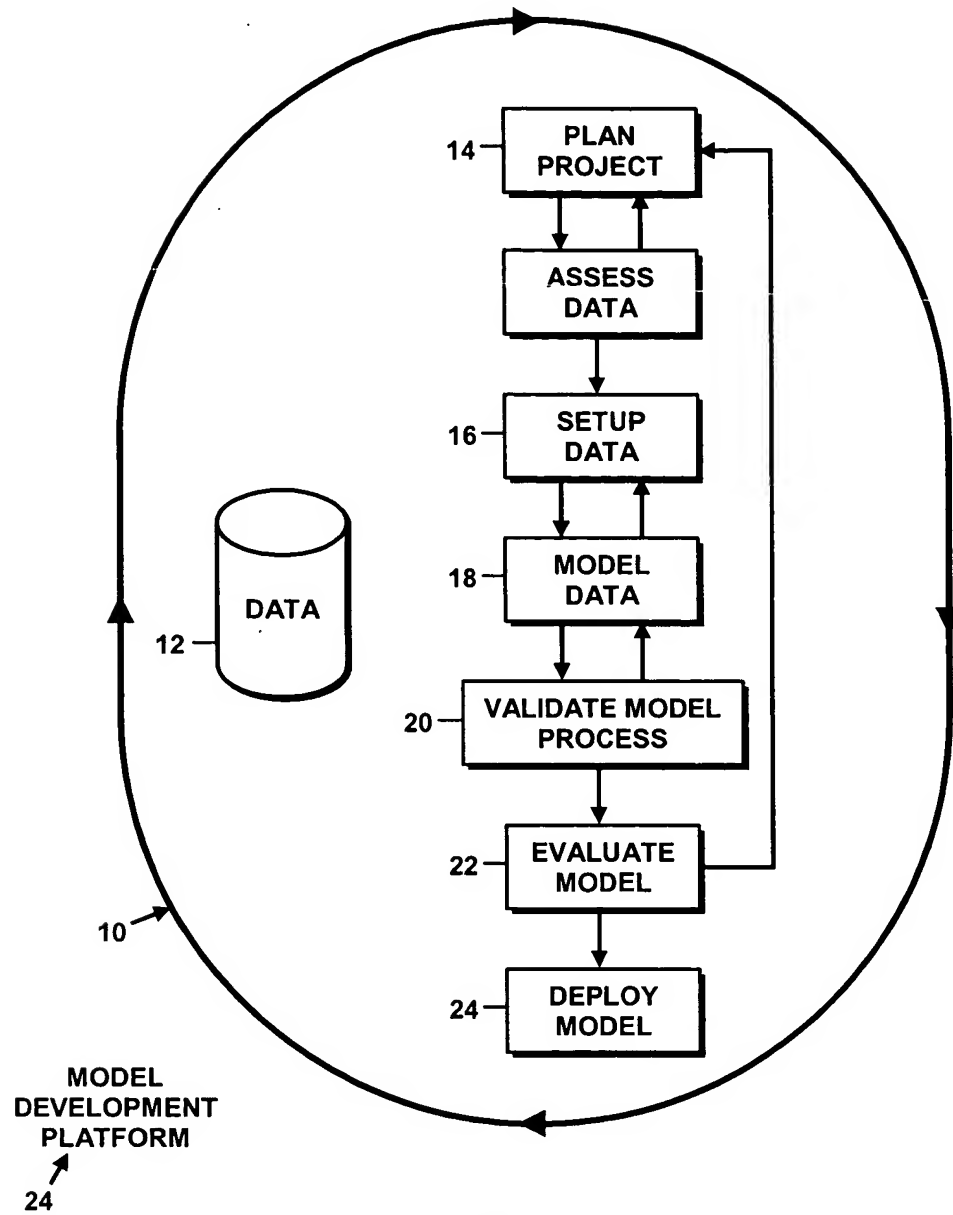 14
PLAN
PROJECT
ASSESS
DATA
16
SETUP
DATA
18
MODEL
DATA
DATA
12
20
VALIDATE MODEL
PROCESS
22
EVALUATE
MODEL
10
24
DEPLOY
MODEL
MODEL
DEVELOPMENT
PLATFORM
24